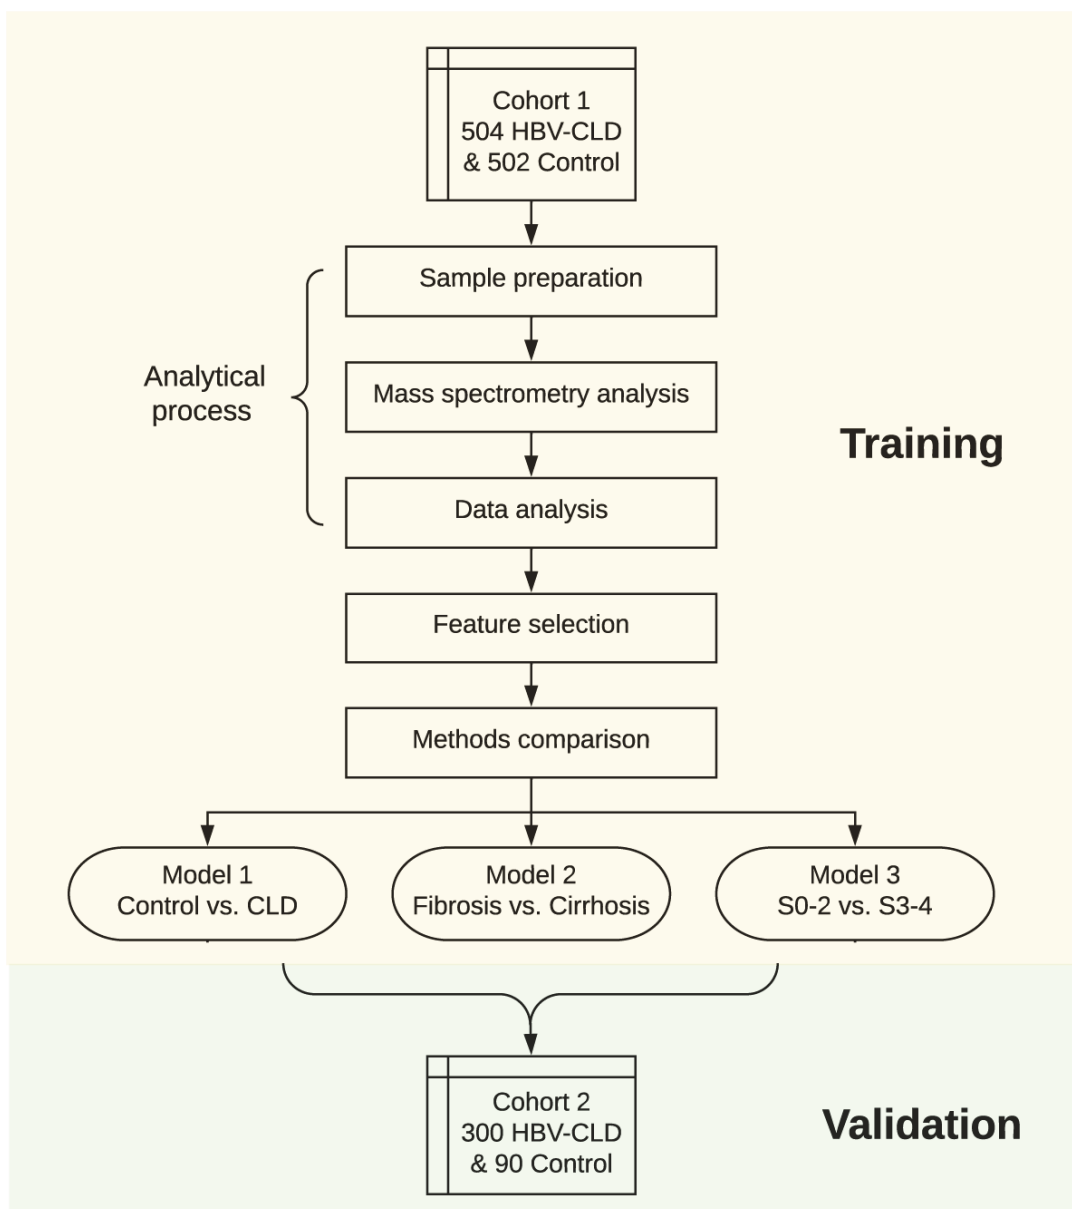 Cohort 1
504 HBV-CLD
& 502 Control
Sample preparation
Analytical
process
Mass spectrometry analysis
Training
Data analysis
Feature selection
Methods comparison
Model 1
Control vs. CLD
Model 2
Fibrosis vs. Cirrhosis
Model 3
S0-2 vs. S3-4
Cohort 2
300 HBV-CLD
& 90 Control
Validation